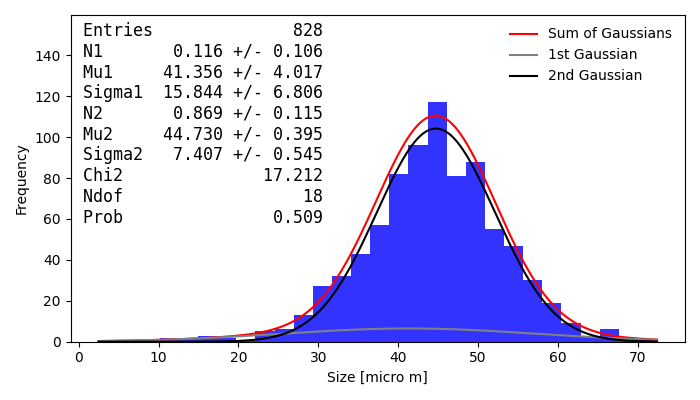 Entries 828
N1 0.116 +/- 0.106
Mu1 41.356 +/- 4.017
Sigma1 15.844 +/- 6.806
N2 0.869 +/- 0.115
Mu2 44.730 +/- 0.395
Sigma2 7.407 +/- 0.545
Chi2 17.212
Ndof 18
Prob 0.509
Sum of Gaussians
1st Gaussian
2nd Gaussian
Frequency
140
120
100
80
60
40
20
0
0 10 20 30 40 50 60 70
Size [micro m]